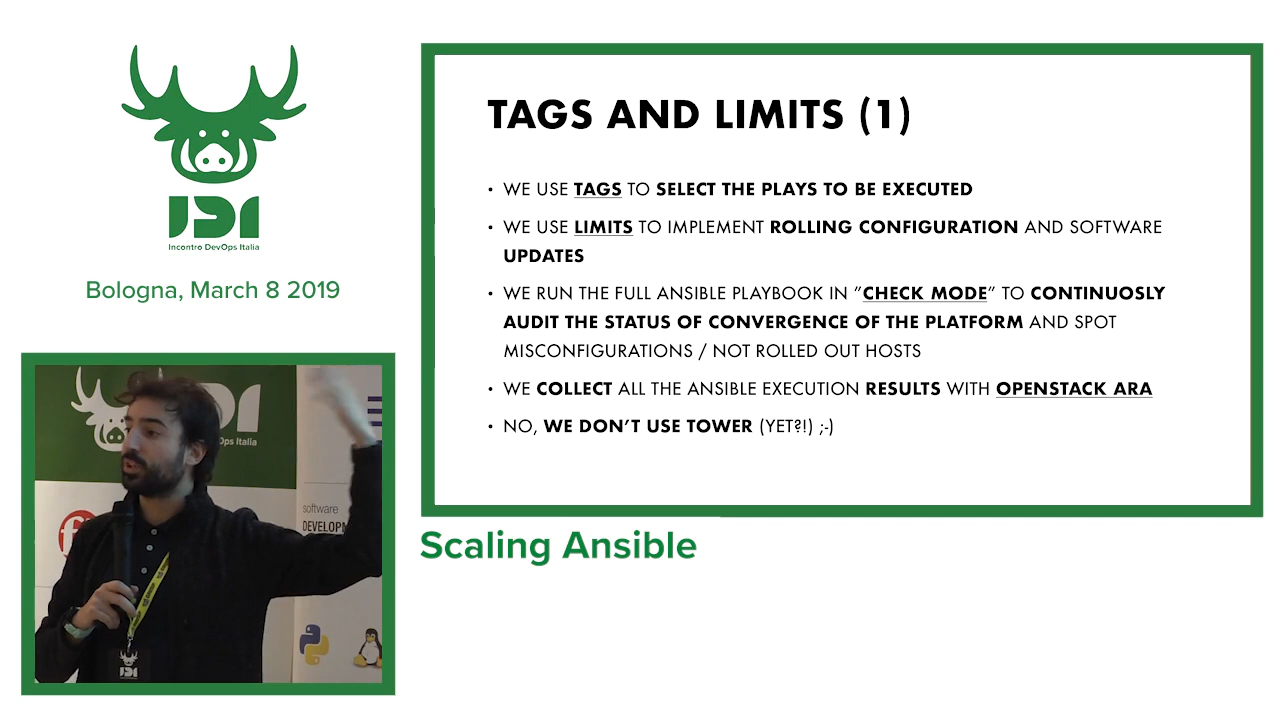 IDI
Incontro DevOps Italia
Bologna, March 8 2019
TAGS AND LIMITS (1)
• WE USE TAGS TO SELECT THE PLAYS TO BE EXECUTED
• WE USE LIMITS TO IMPLEMENT ROLLING CONFIGURATION AND SOFTWARE
UPDATES
• WE RUN THE FULL ANSIBLE PLAYBOOK IN “CHECK MODE” TO CONTINUOSLY
AUDIT THE STATUS OF CONVERGENCE OF THE PLATFORM AND SPOT
MISCONFIGURATIONS / NOT ROLLED OUT HOSTS
• WE COLLECT ALL THE ANSIBLE EXECUTION RESULTS WITH OPENSTACK ARA
• NO, WE DON’T USE TOWER (YET?!) ;-)
Scaling Ansible
Ops Italia
software
DEVELOPM
IDI